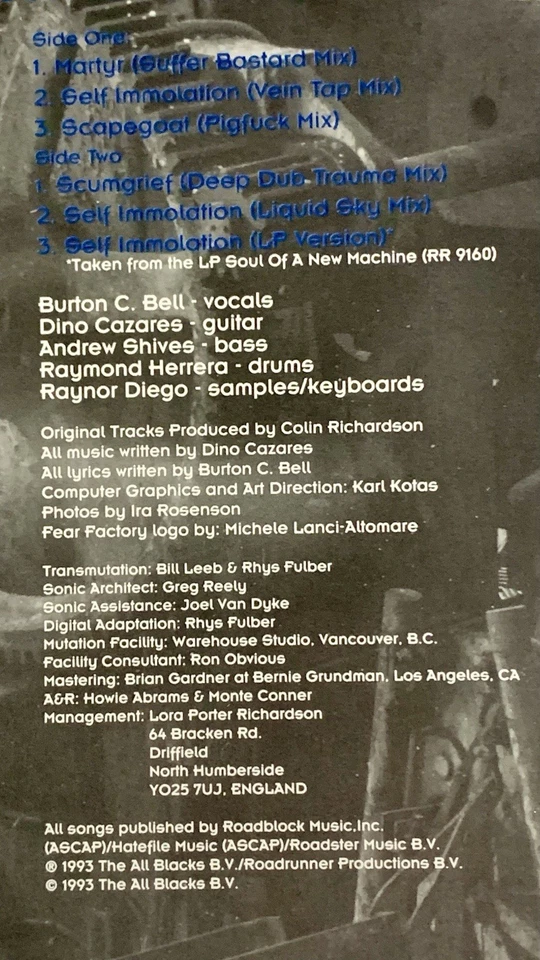 Side One:
1. Martyr (Suffer Bastard Mix)
2. Self Immolation (Vein Tap Mix)
3. Scapegoat (Pigfuck Mix)
Side Two
1. Scumgrief (Deep Dub Trauma Mix)
2. Self Immolation (Liquid Sky Mix)
3. Self Immolation (LP Version)*
*Taken from the LP Soul Of A New Machine (RR 9160)
Burton C. Bell - vocals
Dino Cazares - guitar
Andrew Shives - bass
Raymond Herrera - drums
Raynor Diego - samples/keyboards
Original Tracks Produced by Colin Richardson
All music written by Dino Cazares
All lyrics written by Burton C. Bell
Computer Graphics and Art Direction: Karl Kotas
Photos by Ira Rosenson
Fear Factory logo by: Michele Lanci-Altomare
Transmutation: Bill Leeb & Rhys Fulber
Sonic Architect: Greg Reely
Sonic Assistance: Joel Van Dyke
Digital Adaptation: Rhys Fulber
Mutation Facility: Warehouse Studio, Vancouver, B.C.
Facility Consultant: Ron Obvious
Mastering: Brian Gardner at Bernie Grundman, Los Angeles, CA
A&R: Howie Abrams & Monte Conner
Management: Lora Porter Richardson
64 Bracken Rd.
Driffield
North Humberside
YO25 7UJ, ENGLAND
All songs published by Roadblock Music,Inc.
(ASCAP)/Hatefile Music (ASCAP)/Roadster Music B.V.
℗ 1993 The All Blacks B.V./Roadrunner Productions B.V.
© 1993 The All Blacks B.V.